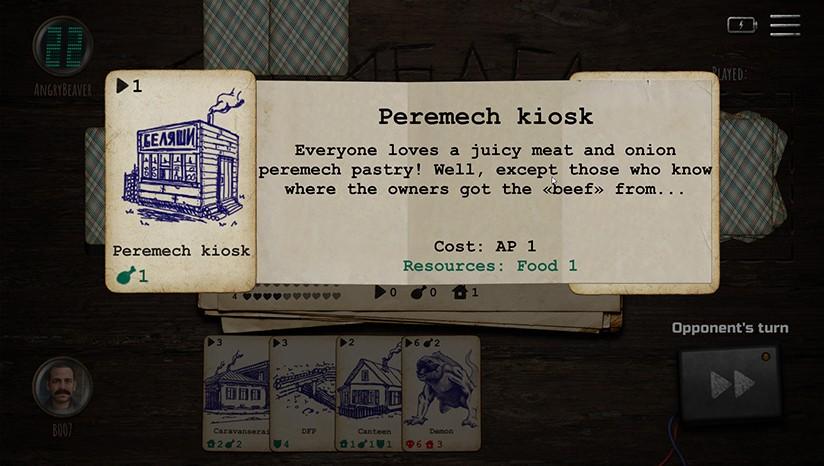 22
AngryBeaver
Played:
1
БЕЛЯШИ
Peremech kiosk
1
Peremech kiosk
Everyone loves a juicy meat and onion
peremech pastry! Well, except those who know
where the owners got the «beef» from...
Cost: AP 1
Resources: Food 1
4
0 0 1
Opponent's turn
BQ07
3
Caravanserai
2 2
3
DFP
4
2
Canteen
1 1 1
6 2
Demon
6 3